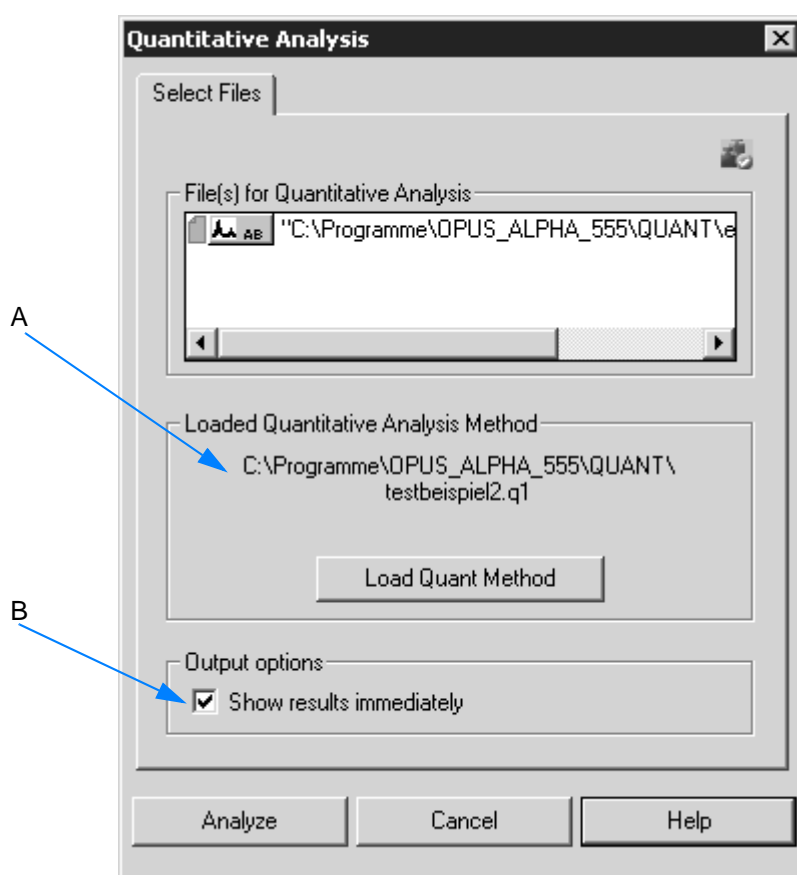 Quantitative Analysis
Select Files
File(s) for Quantitative Analysis
AB "C:\Programme\OPUS_ALPHA_555\QUANT\e
A
Loaded Quantitative Analysis Method
C:\Programme\OPUS_ALPHA_555\QUANT\
testbeispiel2.q1
Load Quant Method
B
Output options
Show results immediately
Analyze Cancel Help